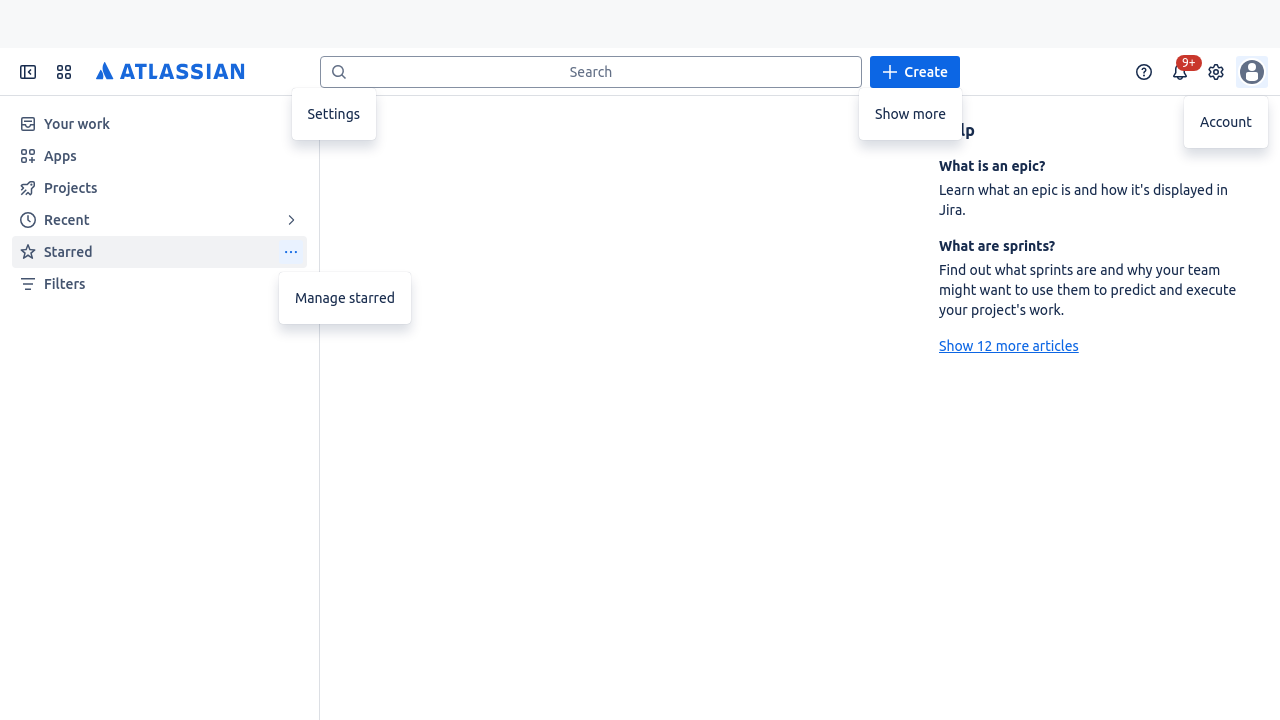 ATLASSIAN
Search
Create
9+
Settings
Show more
Account
Your work
Apps
Projects
Recent
Starred
Filters
Manage starred
lp
What is an epic?
Learn what an epic is and how it's displayed in
Jira.
What are sprints?
Find out what sprints are and why your team
might want to use them to predict and execute
your project's work.
Show 12 more articles